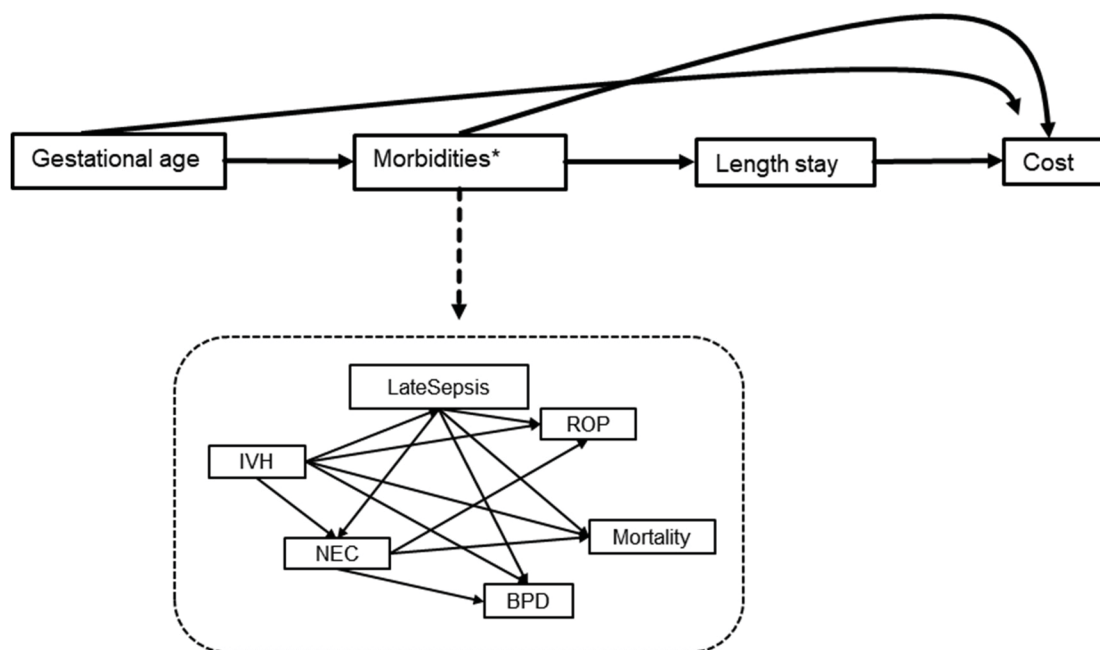 Gestational age
Morbidities*
Length stay
Cost
LateSepsis
ROP
IVH
Mortality
NEC
BPD